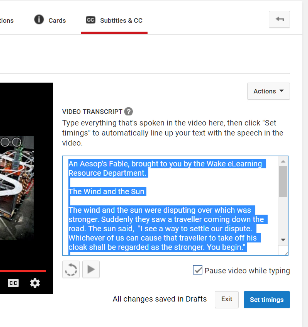 ions
Cards
CC Subtitles & CC
Actions
VIDEO TRANSCRIPT ?
Type everything that's spoken in the video here, then click "Set
timings" to automatically line up your text with the speech in the
video.
An Aesop's Fable, brought to you by the Wake eLearning
Resource Department.
The Wind and the Sun
The wind and the sun were disputing over which was
stronger. Suddenly they saw a traveller coming down the
road. The sun said, "I see a way to settle our dispute.
Whichever of us can cause that traveller to take off his
cloak shall be regarded as the stronger. You begin."
CC
Pause video while typing
All changes saved in Drafts
Exit
Set timings